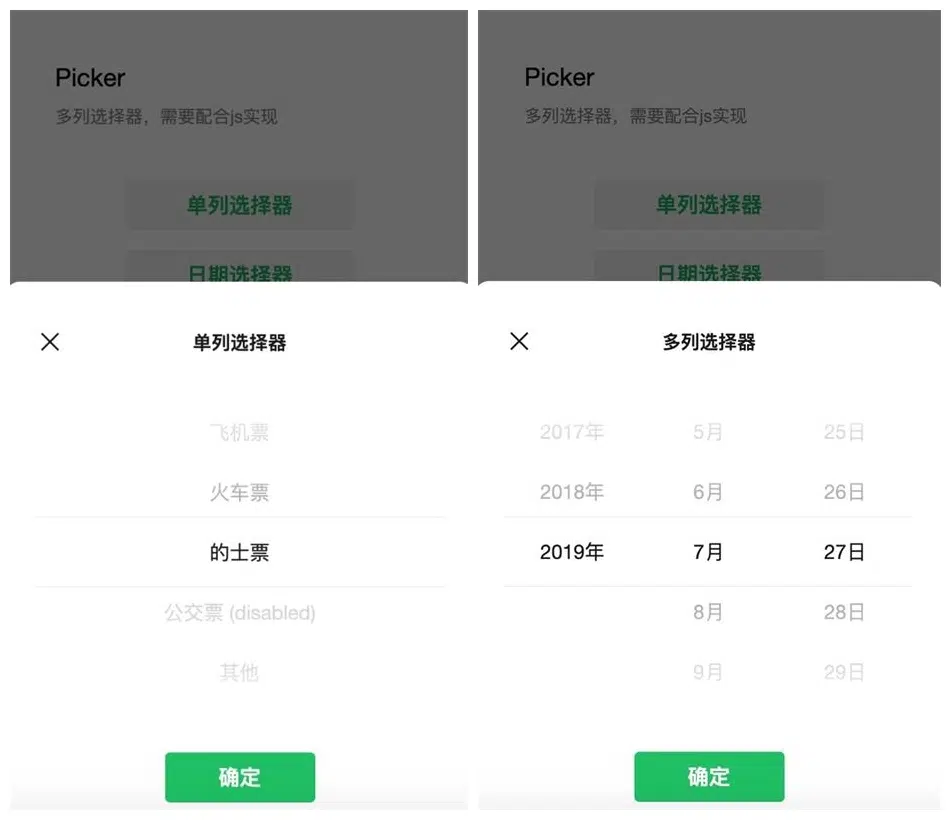 Picker
多列选择器，需要配合js实现
单列选择器
日期选择器
单列选择器
飞机票
火车票
的士票
公交票 (disabled)
其他
确定
Picker
多列选择器，需要配合js实现
单列选择器
日期选择器
多列选择器
2017年 5月 25日
2018年 6月 26日
2019年 7月 27日
8月 28日
9月 29日
确定